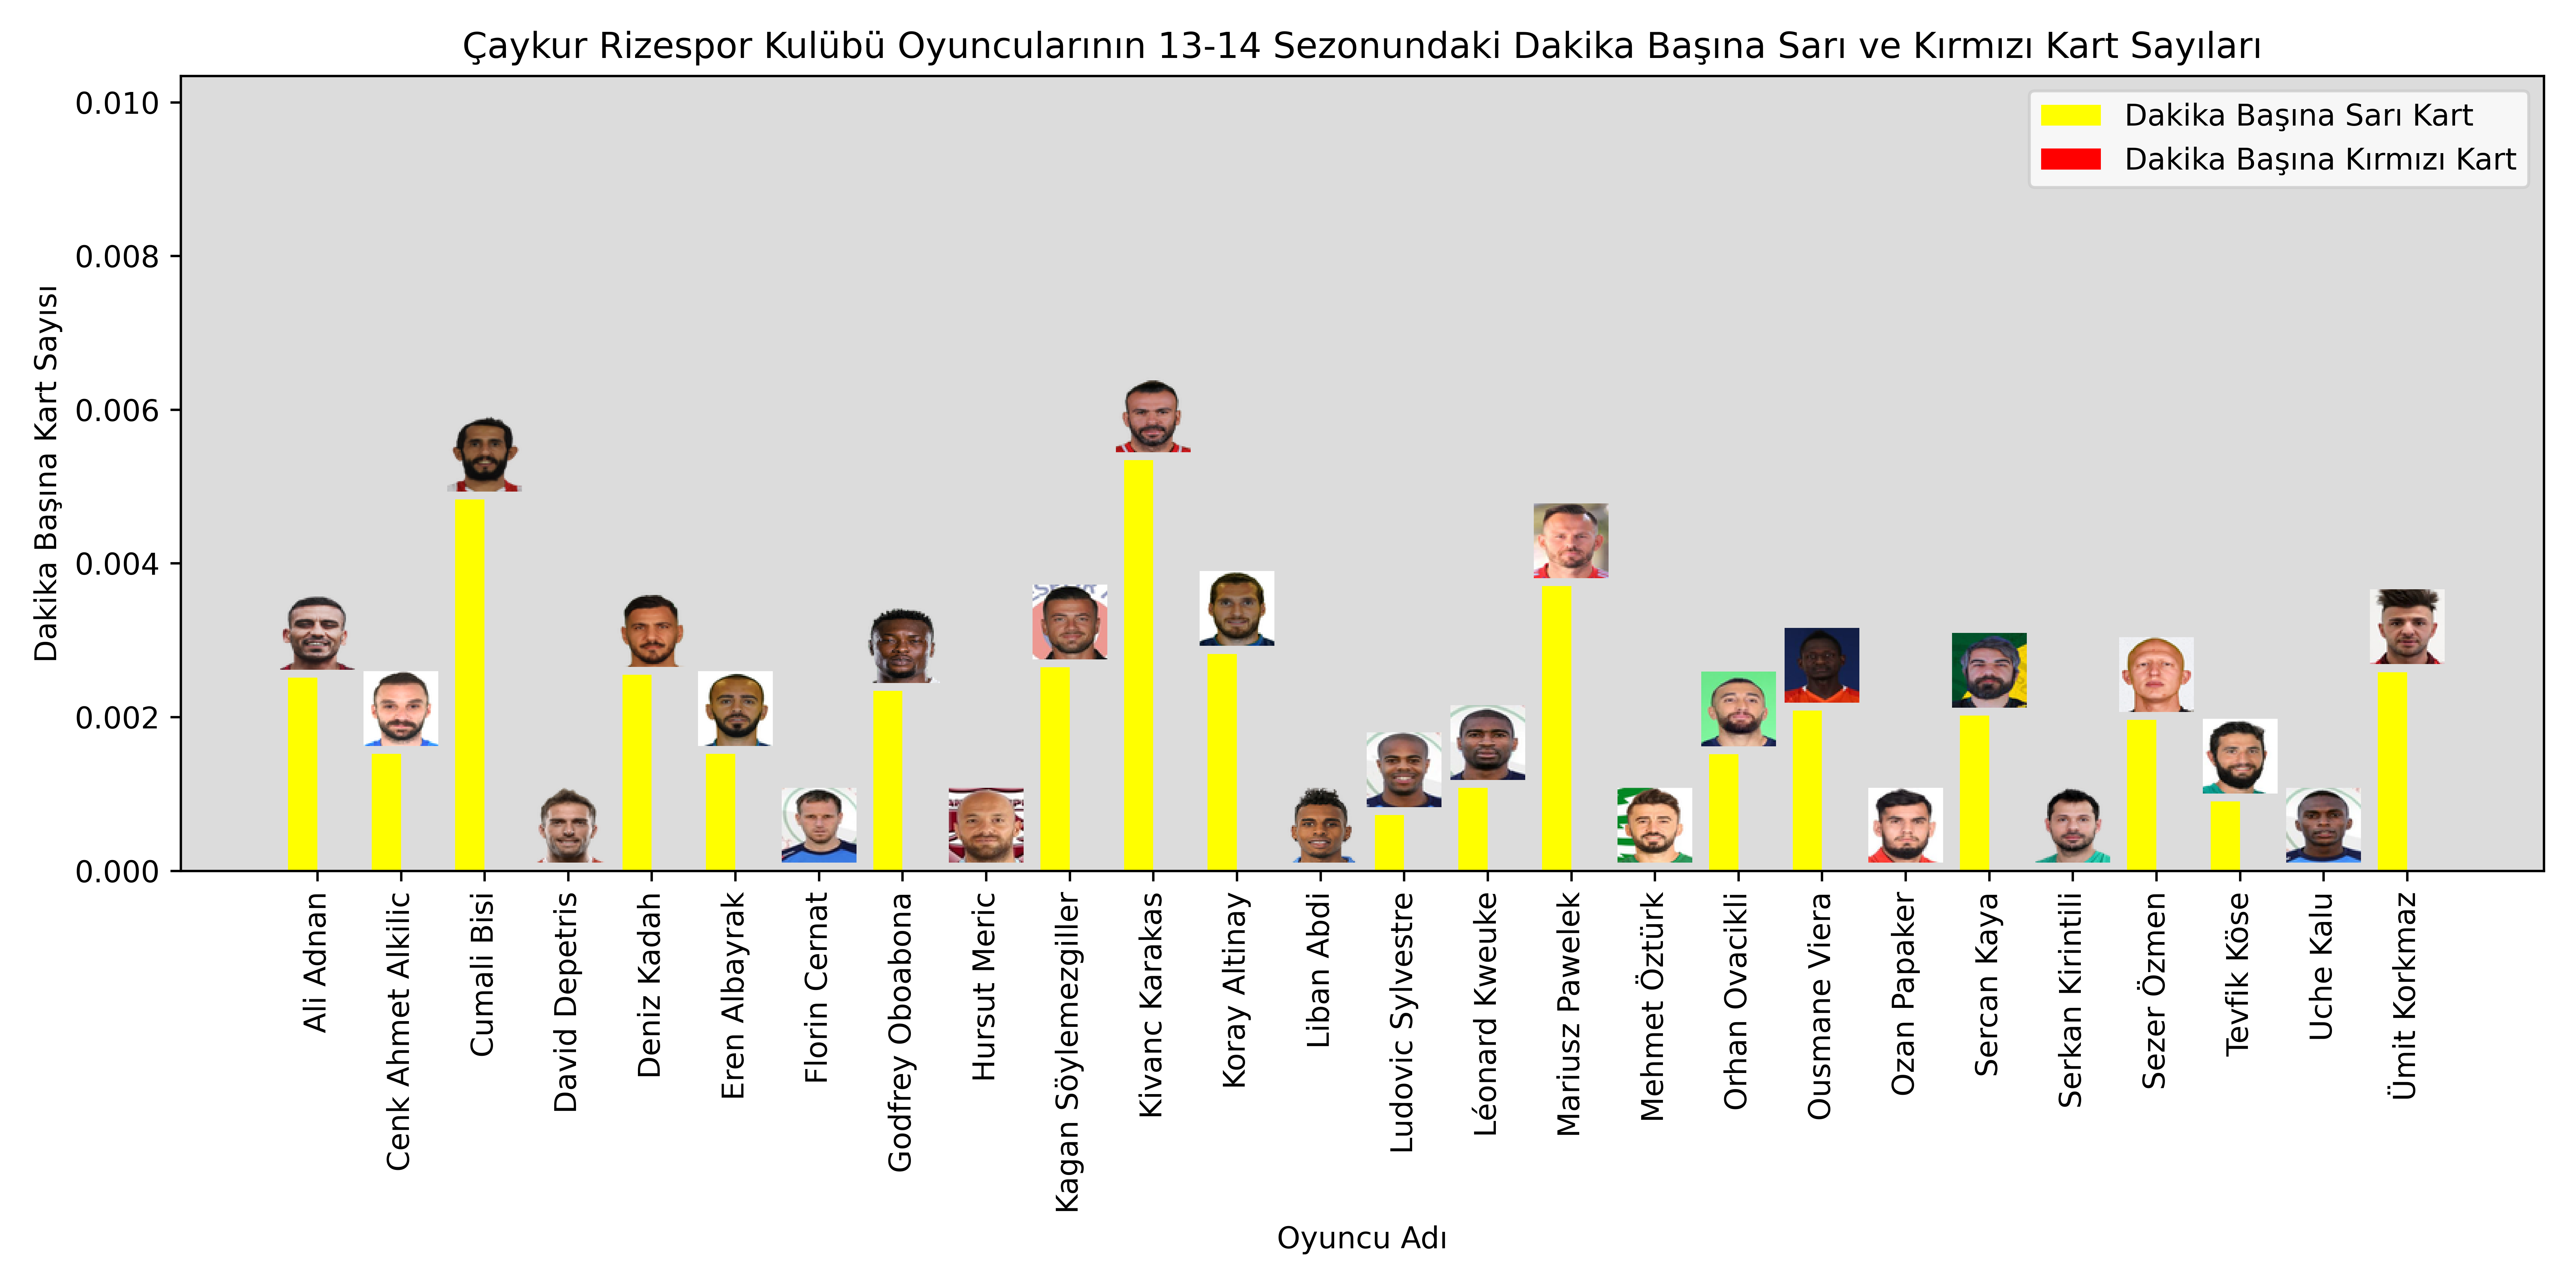 Çaykur Rizespor Kulübü Oyuncularının 13-14 Sezonundaki Dakika Başına Sarı ve Kırmızı Kart Sayıları
Dakika Başına Sarı Kart
Dakika Başına Kırmızı Kart
Dakika Başına Kart Sayısı
0.010
0.008
0.006
0.004
0.002
0.000
Ali Adnan
Cenk Ahmet Alkilic
Cumali Bisi
David Depetris
Deniz Kadah
Eren Albayrak
Florin Cernat
Godfrey Oboabona
Hursut Meric
Kagan Söylemezgiller
Kivanc Karakas
Koray Altinay
Liban Abdi
Ludovic Sylvestre
Léonard Kweuke
Mariusz Pawelek
Mehmet Öztürk
Orhan Ovacikli
Ousmane Viera
Ozan Papaker
Sercan Kaya
Serkan Kirintili
Sezer Özmen
Tevfik Köse
Uche Kalu
Ümit Korkmaz
Oyuncu Adı